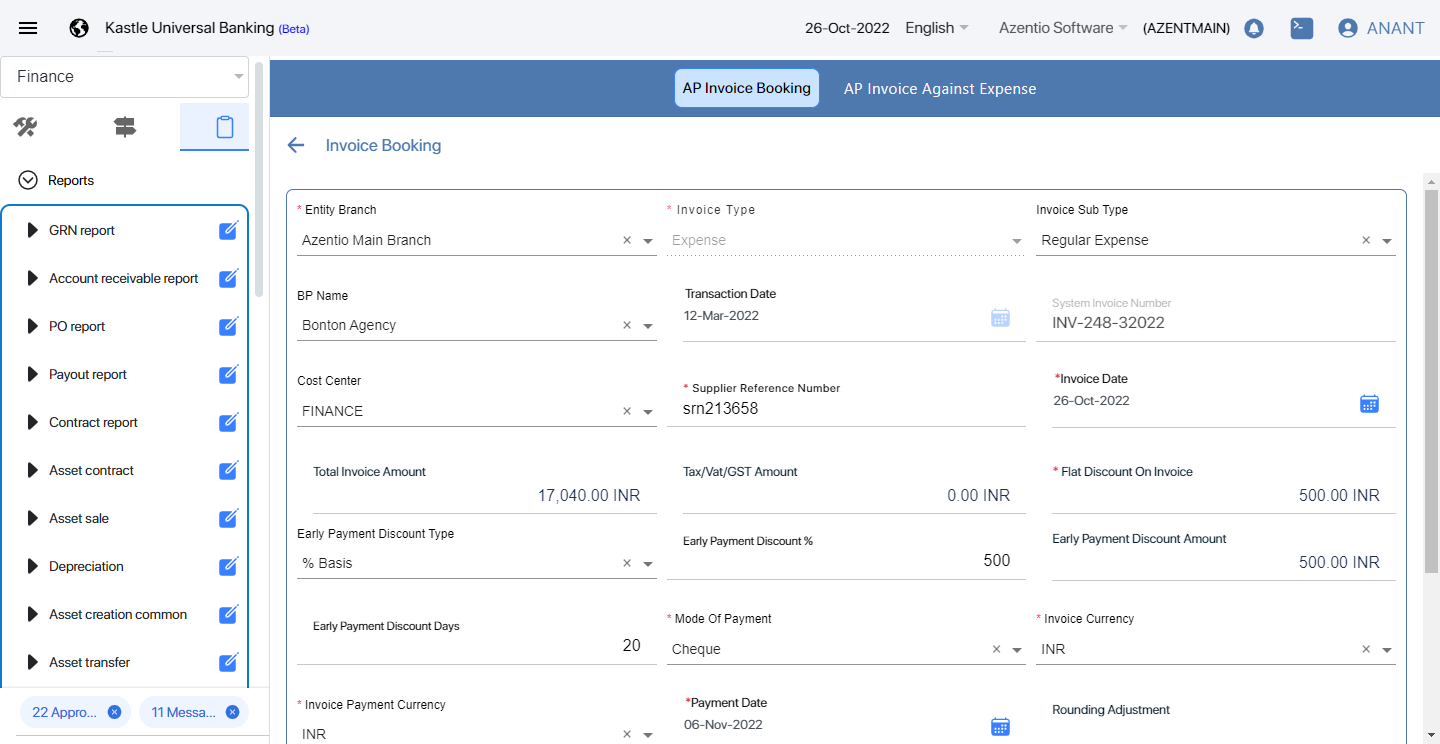 Kastle Universal Banking (Beta)
26-Oct-2022
English
Azentio Software
(AZENTMAIN)
ANANT
Finance
Reports
GRN report
Account receivable report
PO report
Payout report
Contract report
Asset contract
Asset sale
Depreciation
Asset creation common
Asset transfer
22 Appro...
11 Messa...
AP Invoice Booking
AP Invoice Against Expense
Invoice Booking
* Entity Branch
Azentio Main Branch
* Invoice Type
Expense
Invoice Sub Type
Regular Expense
BP Name
Bonton Agency
Transaction Date
12-Mar-2022
System Invoice Number
INV-248-32022
Cost Center
FINANCE
* Supplier Reference Number
srn213658
*Invoice Date
26-Oct-2022
Total Invoice Amount
17,040.00 INR
Tax/Vat/GST Amount
0.00 INR
* Flat Discount On Invoice
500.00 INR
Early Payment Discount Type
% Basis
Early Payment Discount %
500
Early Payment Discount Amount
500.00 INR
Early Payment Discount Days
20
* Mode Of Payment
Cheque
* Invoice Currency
INR
* Invoice Payment Currency
INR
*Payment Date
06-Nov-2022
Rounding Adjustment